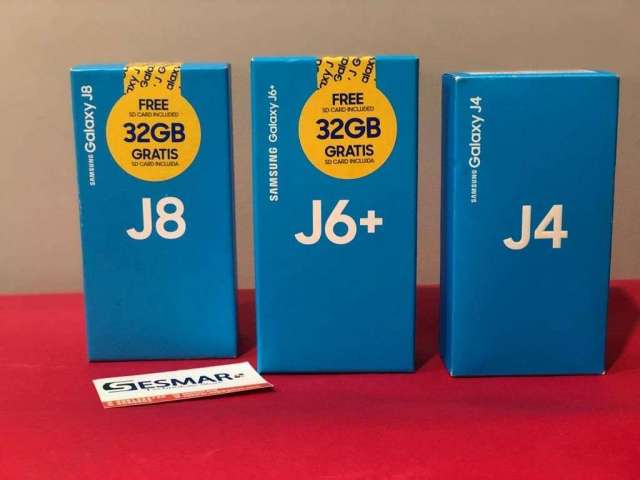 SAMSUNG Galaxy J8
FREE
SD CARD INCLUDED
32GB
GRATIS
SD CARD INCLUIDA
J8
SAMSUNG Galaxy J6+
FREE
SD CARD INCLUDED
32GB
GRATIS
SD CARD INCLUIDA
J6+
SAMSUNG Galaxy J4
J4
GESMAR